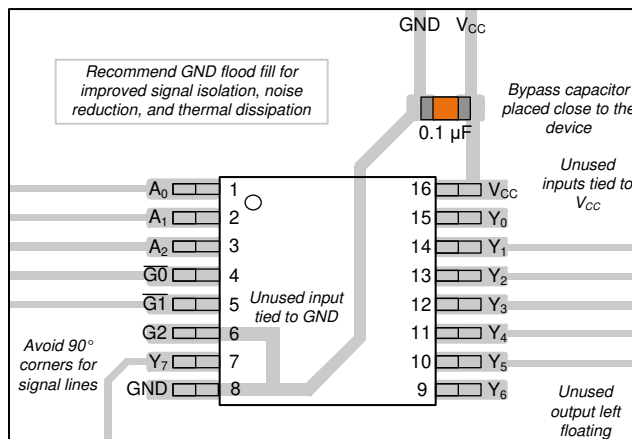 GND VCC
Recommend GND flood fill for
improved signal isolation, noise
reduction, and thermal dissipation
Bypass capacitor
placed close to the
device
0.1 µF
Unused
inputs tied to
VCC
A0 1 16 VCC
A1 2 15 Y0
A2 3 14 Y1
G̅0̅ 4 13 Y2
G̅1̅ 5 12 Y3
Unused input
tied to GND
G2 6 11 Y4
Y7 7 10 Y5
GND 8 9 Y6
Avoid 90°
corners for
signal lines
Unused
output left
floating